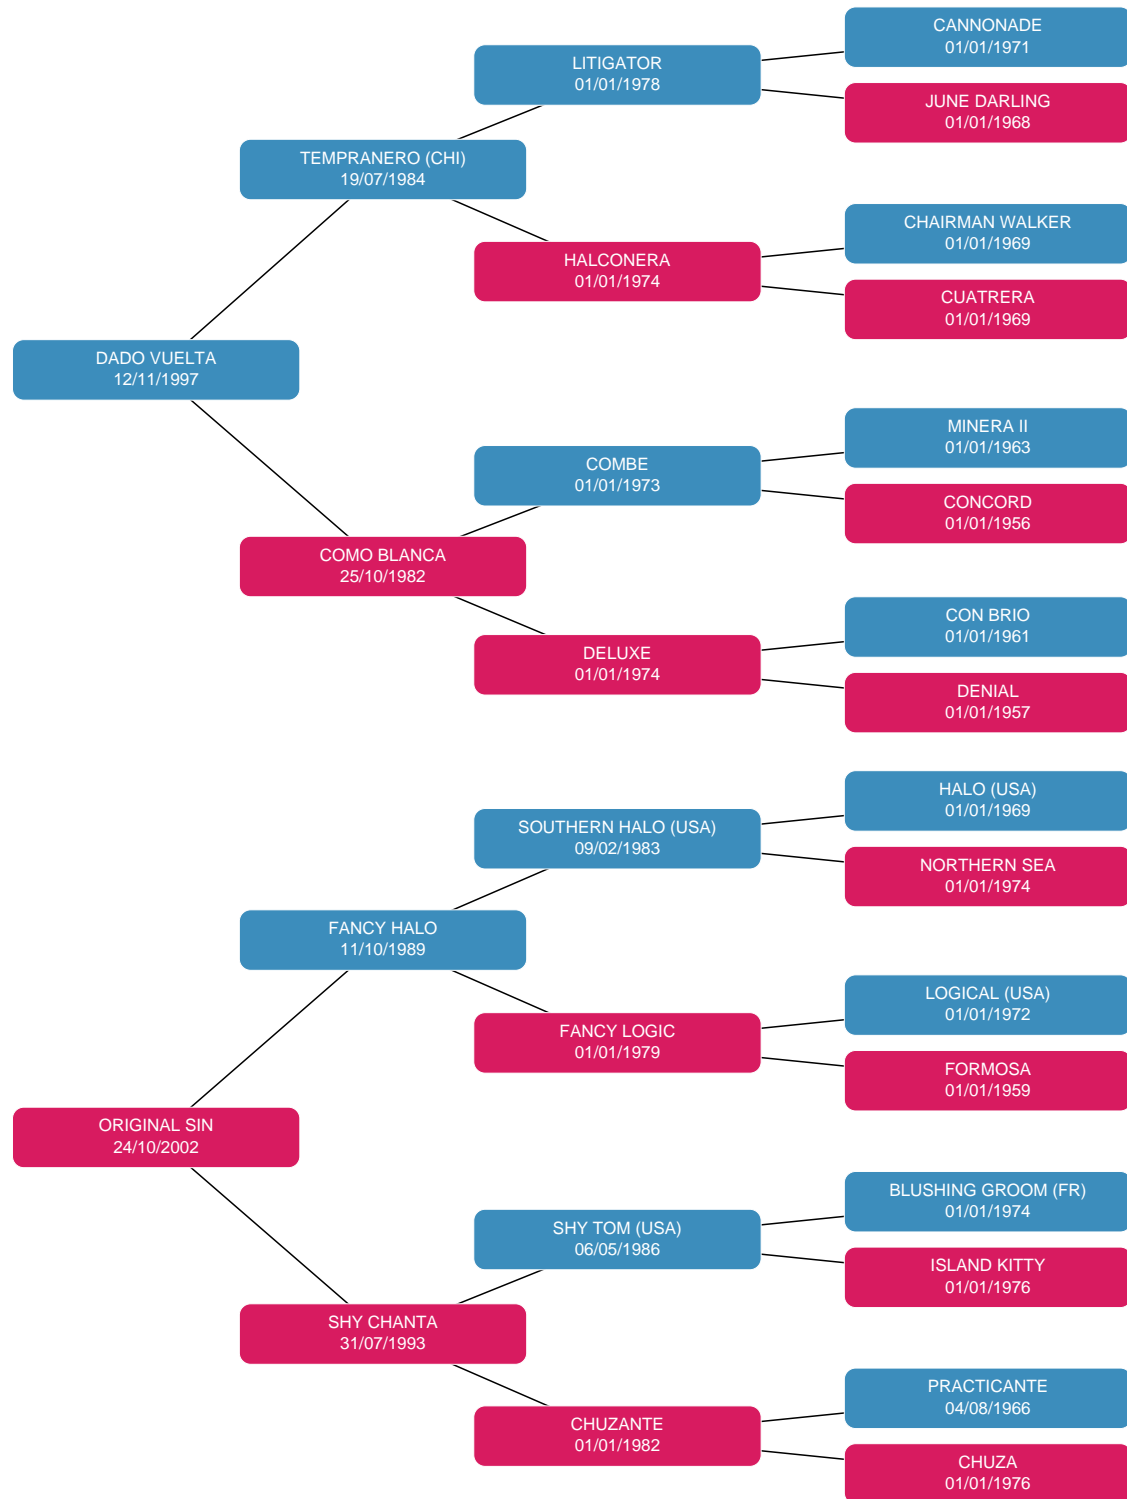 CANNONADE
01/01/1971
LITIGATOR
01/01/1978
JUNE DARLING
01/01/1968
TEMPRANERO (CHI)
19/07/1984
CHAIRMAN WALKER
01/01/1969
HALCONERA
01/01/1974
CUATRERA
01/01/1969
DADO VUELTA
12/11/1997
MINERA II
01/01/1963
COMBE
01/01/1973
CONCORD
01/01/1956
COMO BLANCA
25/10/1982
CON BRIO
01/01/1961
DELUXE
01/01/1974
DENIAL
01/01/1957
HALO (USA)
01/01/1969
SOUTHERN HALO (USA)
09/02/1983
NORTHERN SEA
01/01/1974
FANCY HALO
11/10/1989
LOGICAL (USA)
01/01/1972
FANCY LOGIC
01/01/1979
FORMOSA
01/01/1959
ORIGINAL SIN
24/10/2002
BLUSHING GROOM (FR)
01/01/1974
SHY TOM (USA)
06/05/1986
ISLAND KITTY
01/01/1976
SHY CHANTA
31/07/1993
PRACTICANTE
04/08/1966
CHUZANTE
01/01/1982
CHUZA
01/01/1976